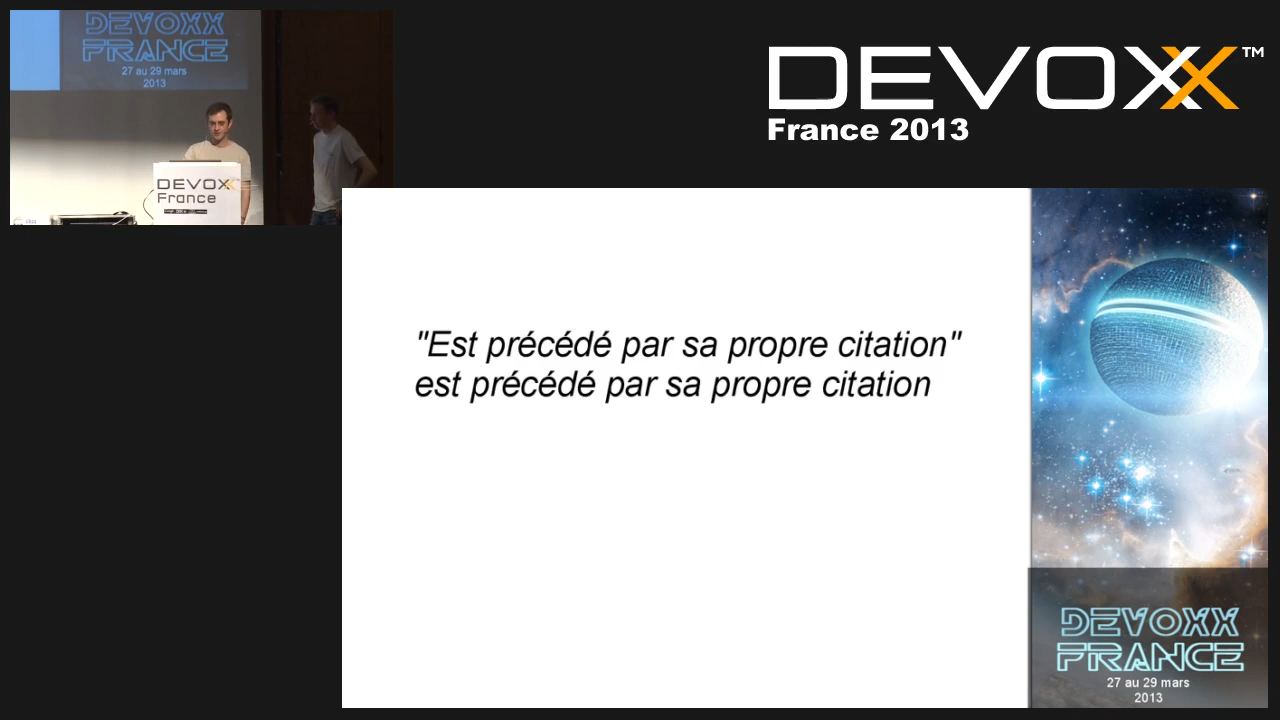 DEVOXX
FRANCE
27 au 29 mars
2013
DEVOXX
France
DEVOXX™
France 2013
"Est précédé par sa propre citation"
est précédé par sa propre citation
DEVOXX
FRANCE
27 au 29 mars
2013